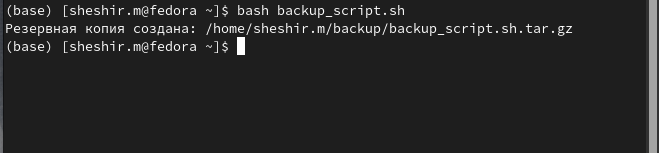 (base) [sheshir.m@fedora ~]$ bash backup_script.sh
Резервная копия создана: /home/sheshir.m/backup/backup_script.sh.tar.gz
(base) [sheshir.m@fedora ~]$